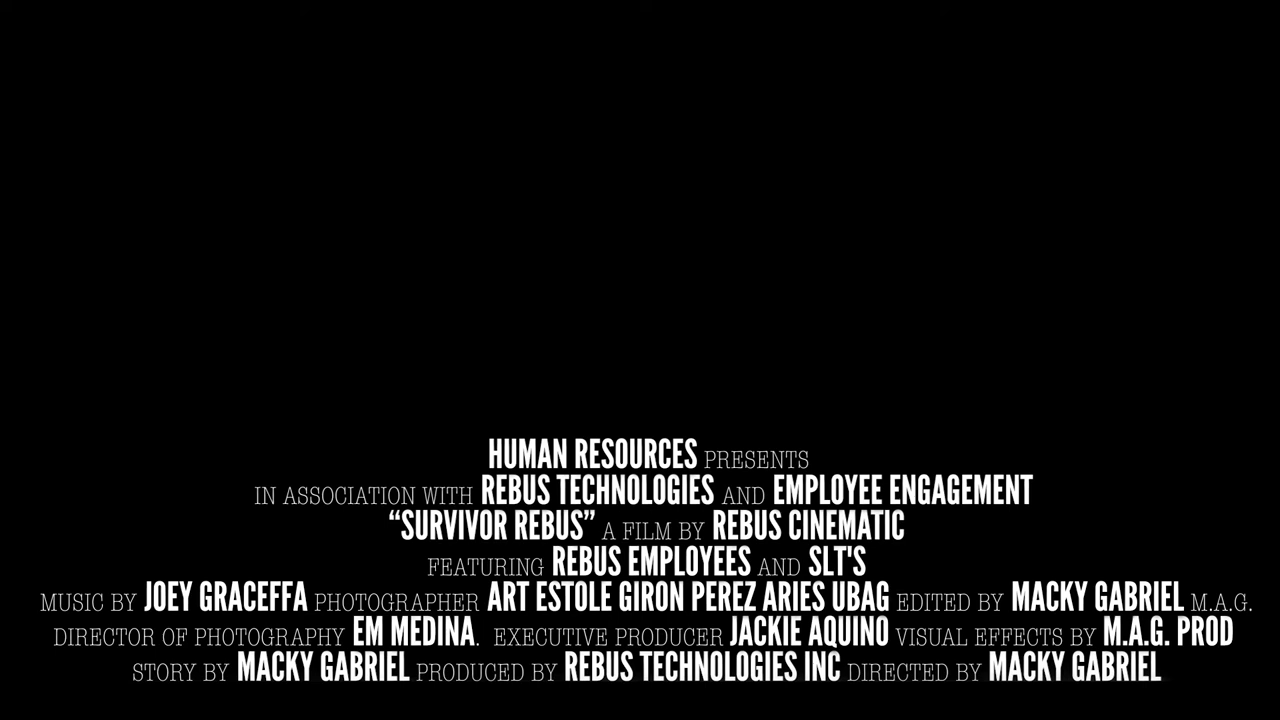 HUMAN RESOURCES PRESENTS
IN ASSOCIATION WITH REBUS TECHNOLOGIES AND EMPLOYEE ENGAGEMENT
“SURVIVOR REBUS” A FILM BY REBUS CINEMATIC
FEATURING REBUS EMPLOYEES AND SLT'S
MUSIC BY JOEY GRACEFFA PHOTOGRAPHER ART ESTOLE GIRON PEREZ ARIES UBAG EDITED BY MACKY GABRIEL M.A.G.
DIRECTOR OF PHOTOGRAPHY EM MEDINA. EXECUTIVE PRODUCER JACKIE AQUINO VISUAL EFFECTS BY M.A.G. PROD
STORY BY MACKY GABRIEL PRODUCED BY REBUS TECHNOLOGIES INC DIRECTED BY MACKY GABRIEL